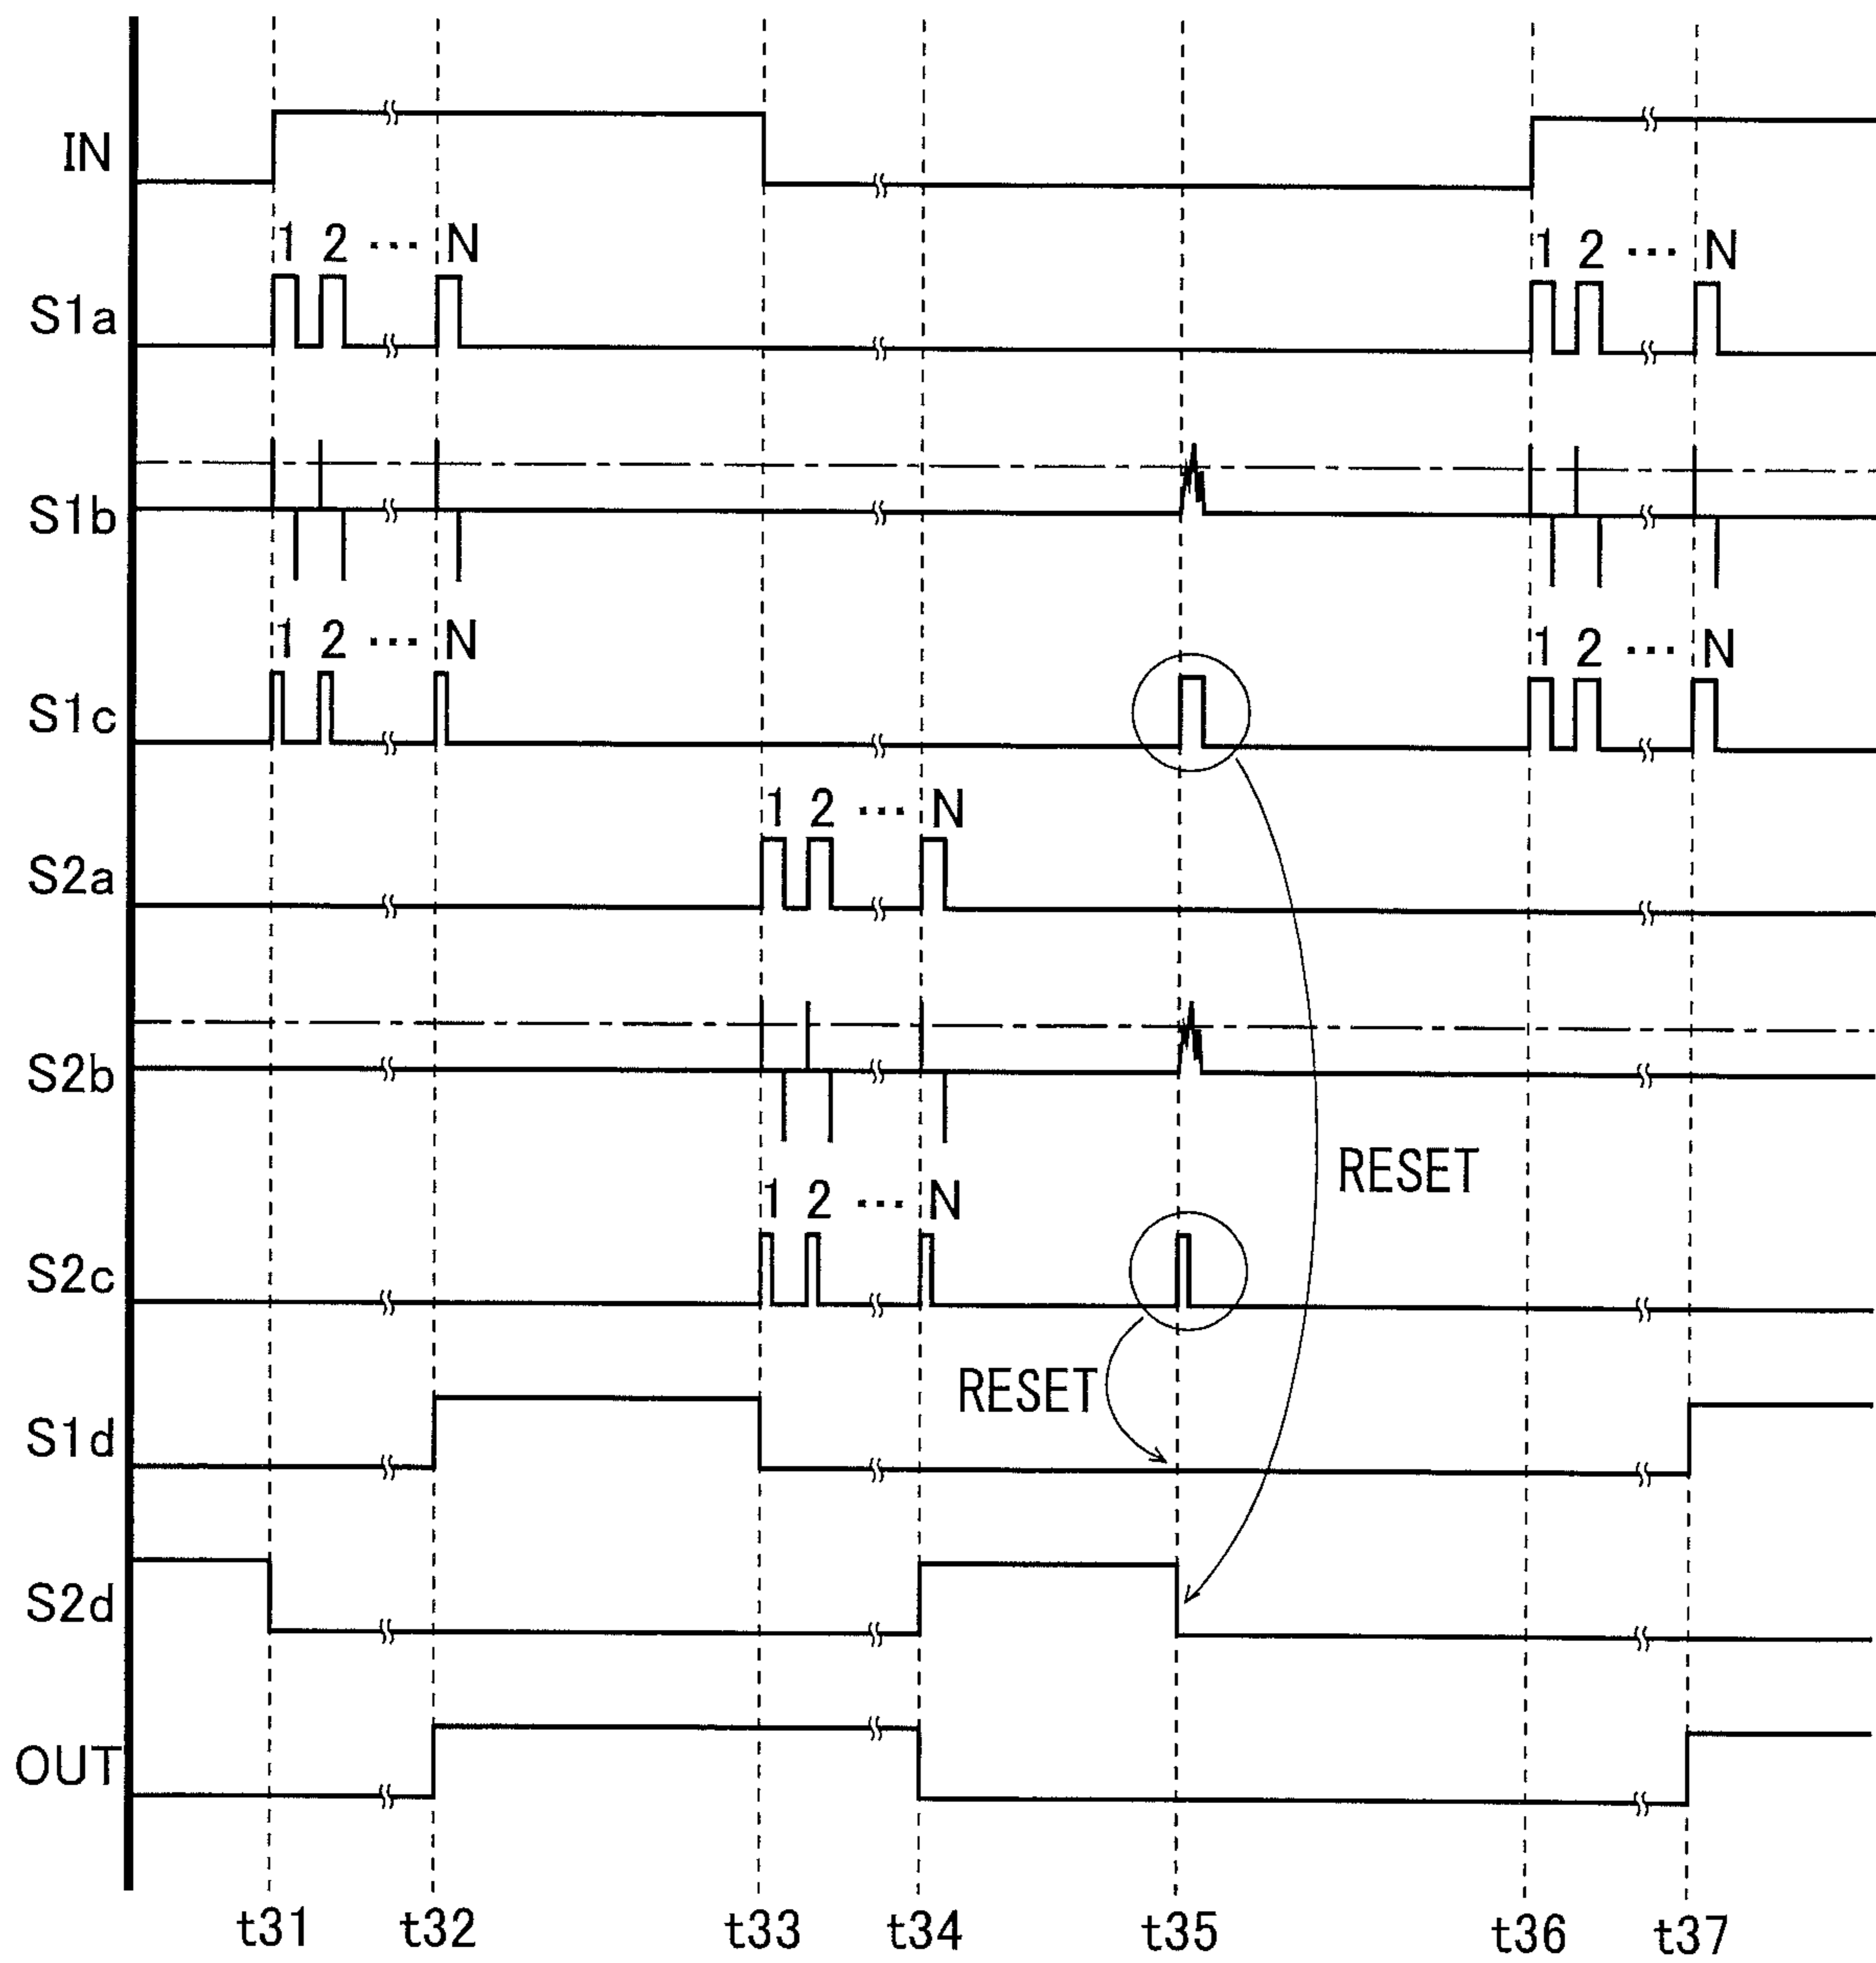 IN
1 2 ... N
1 2 ... N
S1a
S1b
1 2 ... N
1 2 ... N
S1c
1 2 ... N
S2a
S2b
RESET
1 2 ... N
S2c
RESET
S1d
S2d
OUT
t31 t32 t33 t34 t35 t36 t37